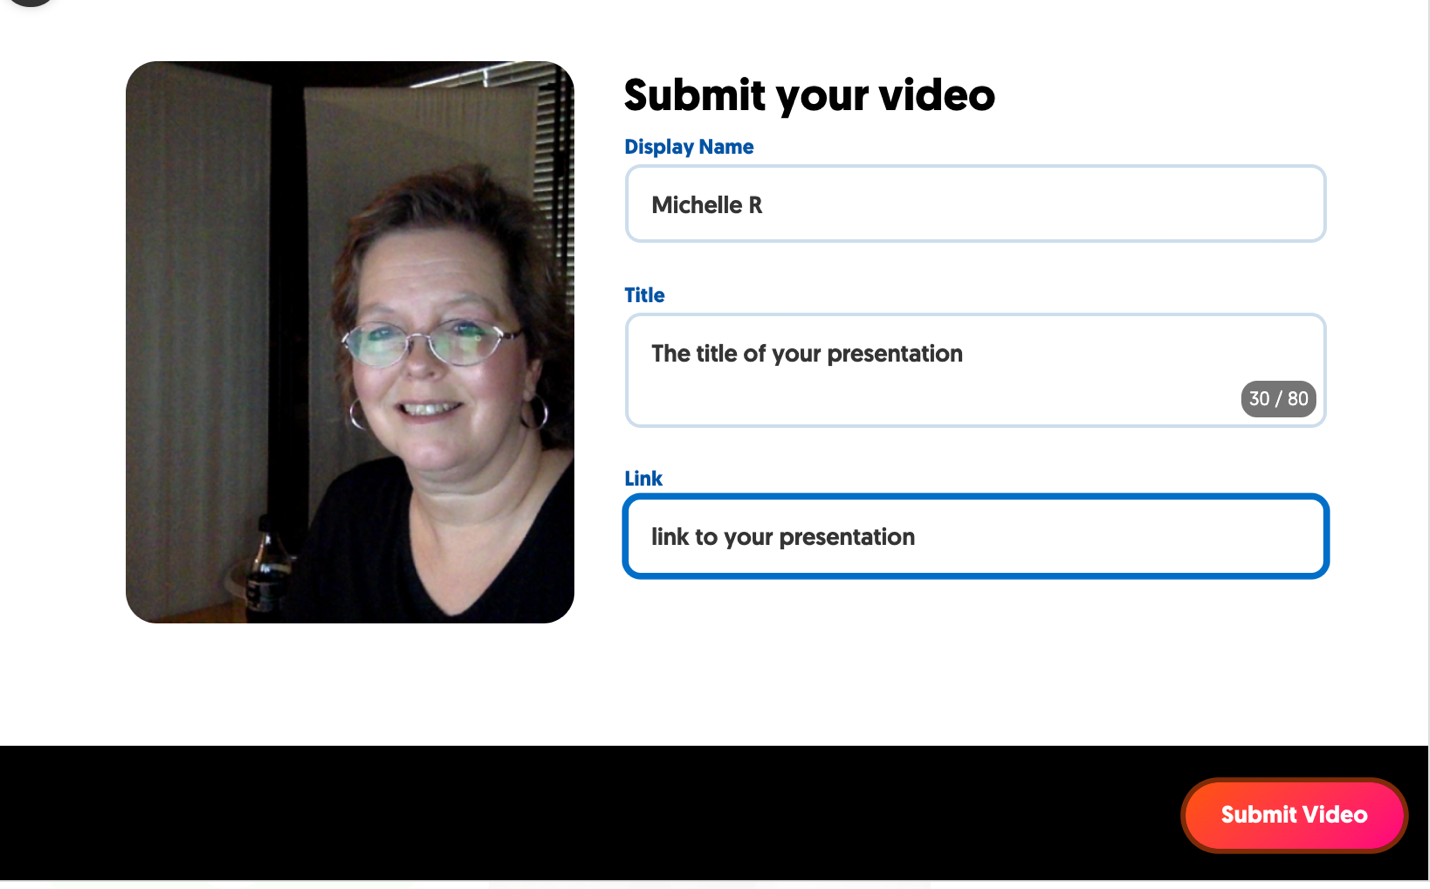 Submit your video
Display Name
Michelle R
Title
The title of your presentation
30 / 80
Link
link to your presentation
Submit Video